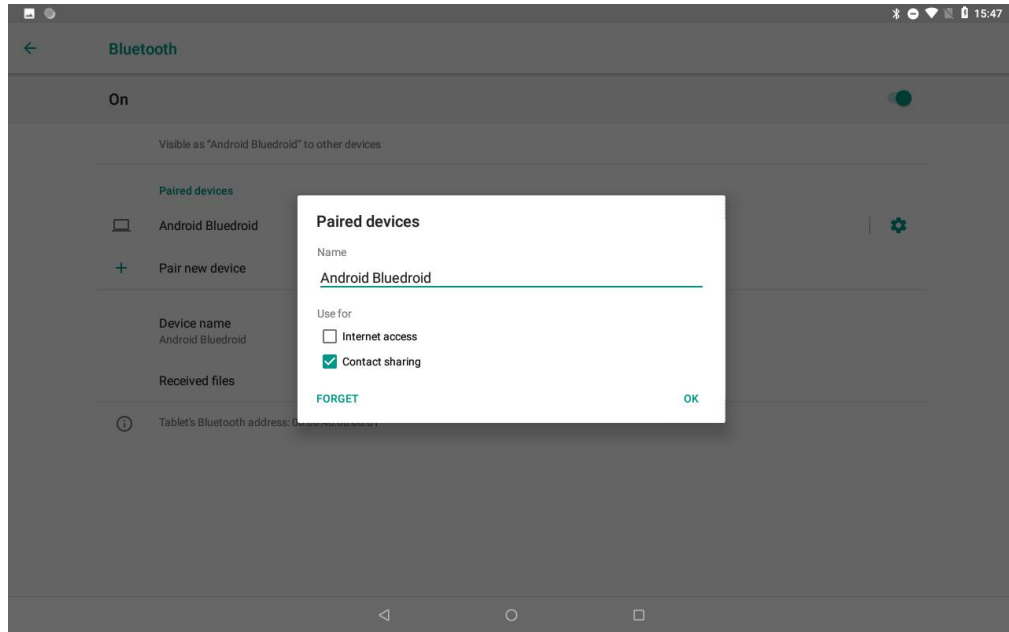 15:47
Bluetooth
On
Visible as "Android Bluedroid" to other devices
Paired devices
Android Bluedroid
Pair new device
Device name
Android Bluedroid
Received files
Tablet's Bluetooth address:
Paired devices
Name
Android Bluedroid
Use for
Internet access
Contact sharing
FORGET
OK